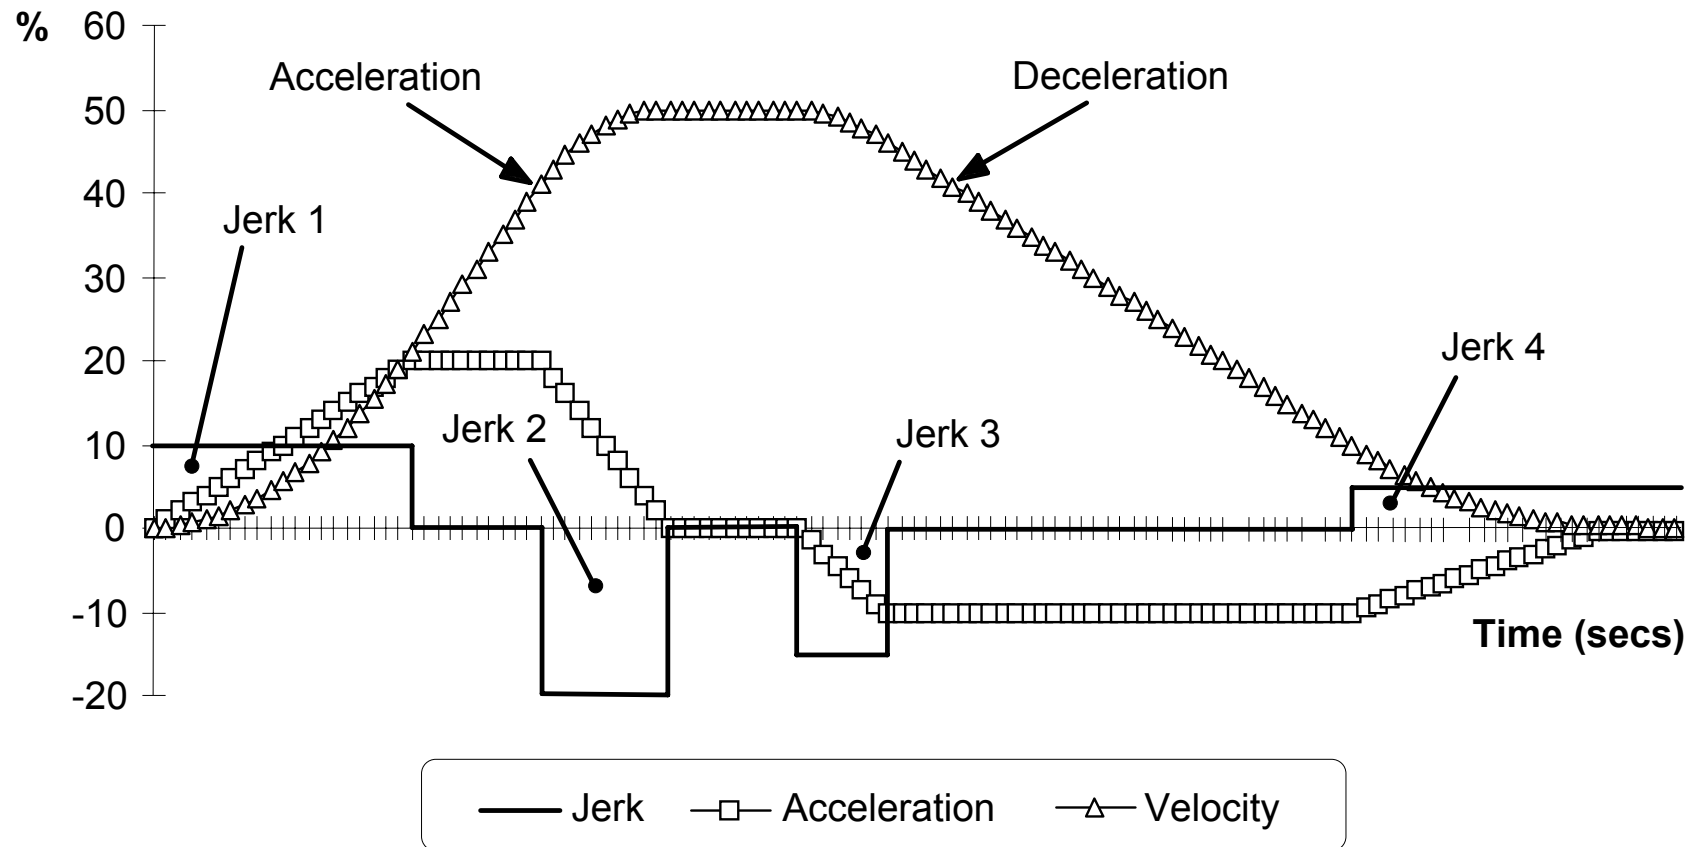 % 60
Acceleration
Deceleration
50
40
Jerk 1
30
20
Jerk 4
Jerk 2
Jerk 3
10
0
-10
Time (secs)
-20
Jerk Acceleration Velocity